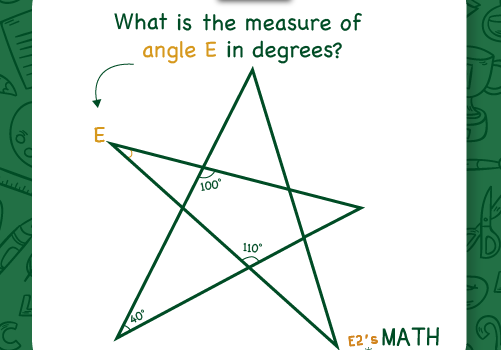 What is the measure of
angle E in degrees?
E
100°
110°
40°
E2's MATH